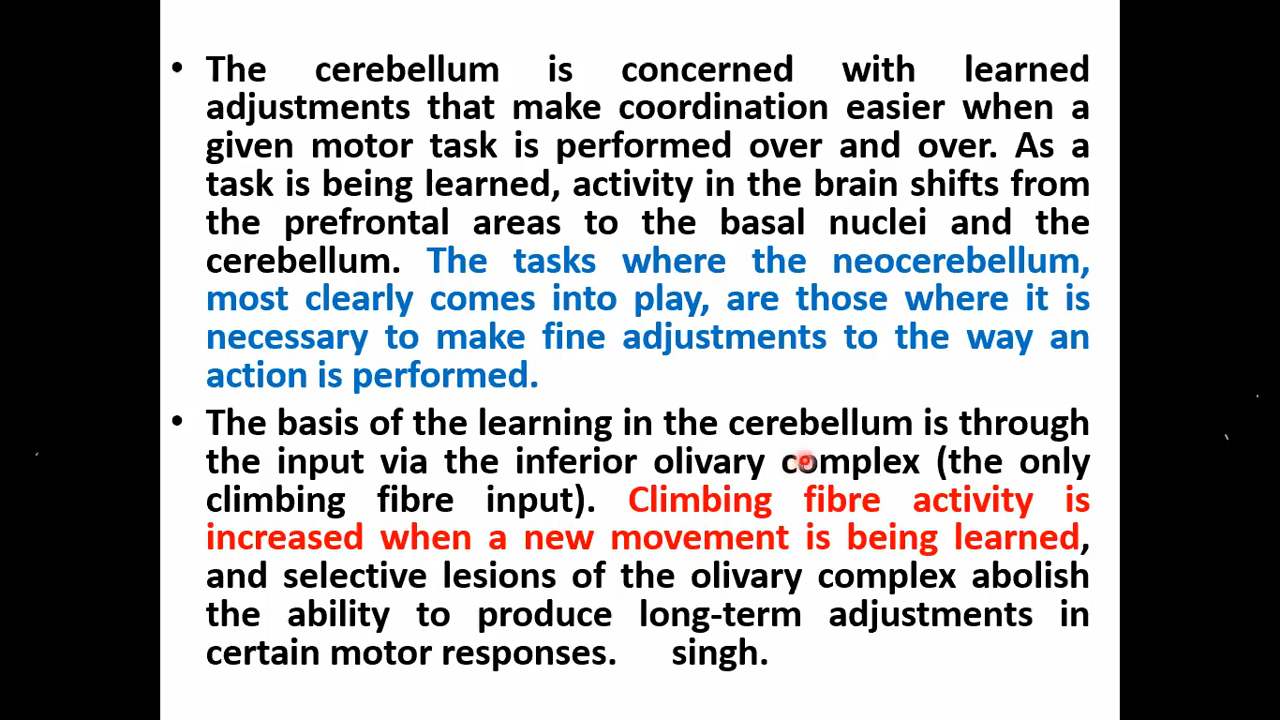 • The cerebellum is concerned with learned
adjustments that make coordination easier when a
given motor task is performed over and over. As a
task is being learned, activity in the brain shifts from
the prefrontal areas to the basal nuclei and the
cerebellum. The tasks where the neocerebellum,
most clearly comes into play, are those where it is
necessary to make fine adjustments to the way an
action is performed.
• The basis of the learning in the cerebellum is through
the input via the inferior olivary complex (the only
climbing fibre input). Climbing fibre activity is
increased when a new movement is being learned,
and selective lesions of the olivary complex abolish
the ability to produce long-term adjustments in
certain motor responses. singh.